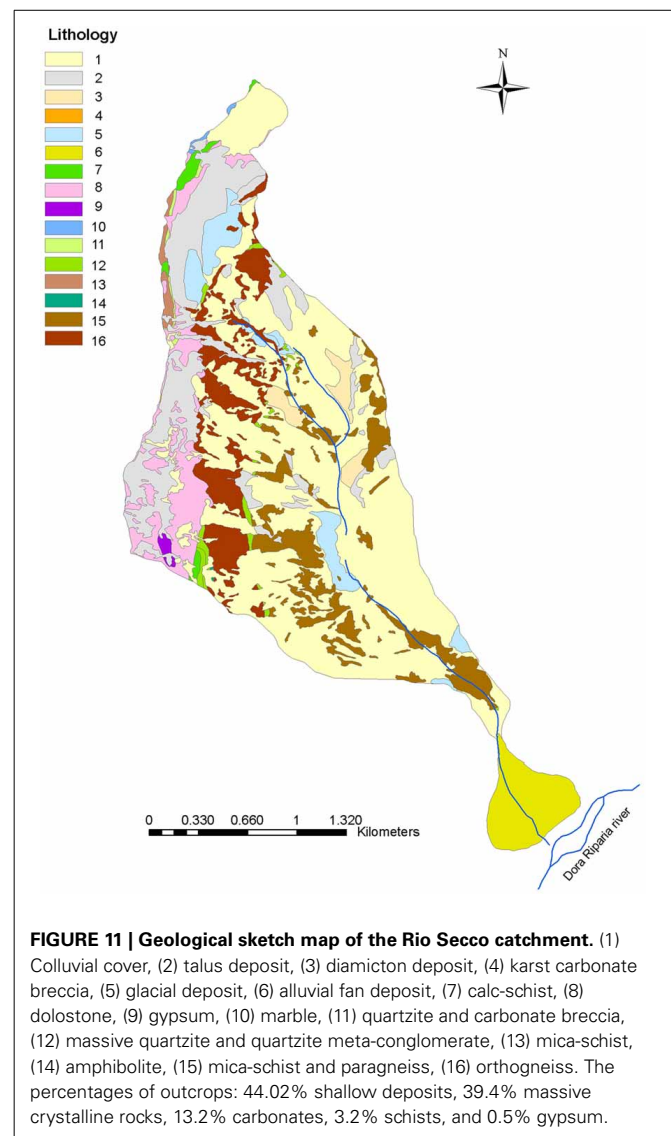 Lithology
1
2
3
4
5
6
7
8
9
10
11
12
13
14
15
16
N
0 0.330 0.660 1 1.320
Kilometers
Dora Riparia river
FIGURE 11 | Geological sketch map of the Rio Secco catchment. (1)
Colluvial cover, (2) talus deposit, (3) diamicton deposit, (4) karst carbonate
breccia, (5) glacial deposit, (6) alluvial fan deposit, (7) calc-schist, (8)
dolostone, (9) gypsum, (10) marble, (11) quartzite and carbonate breccia,
(12) massive quartzite and quartzite meta-conglomerate, (13) mica-schist,
(14) amphibolite, (15) mica-schist and paragneiss, (16) orthogneiss. The
percentages of outcrops: 44.02% shallow deposits, 39.4% massive
crystalline rocks, 13.2% carbonates, 3.2% schists, and 0.5% gypsum.